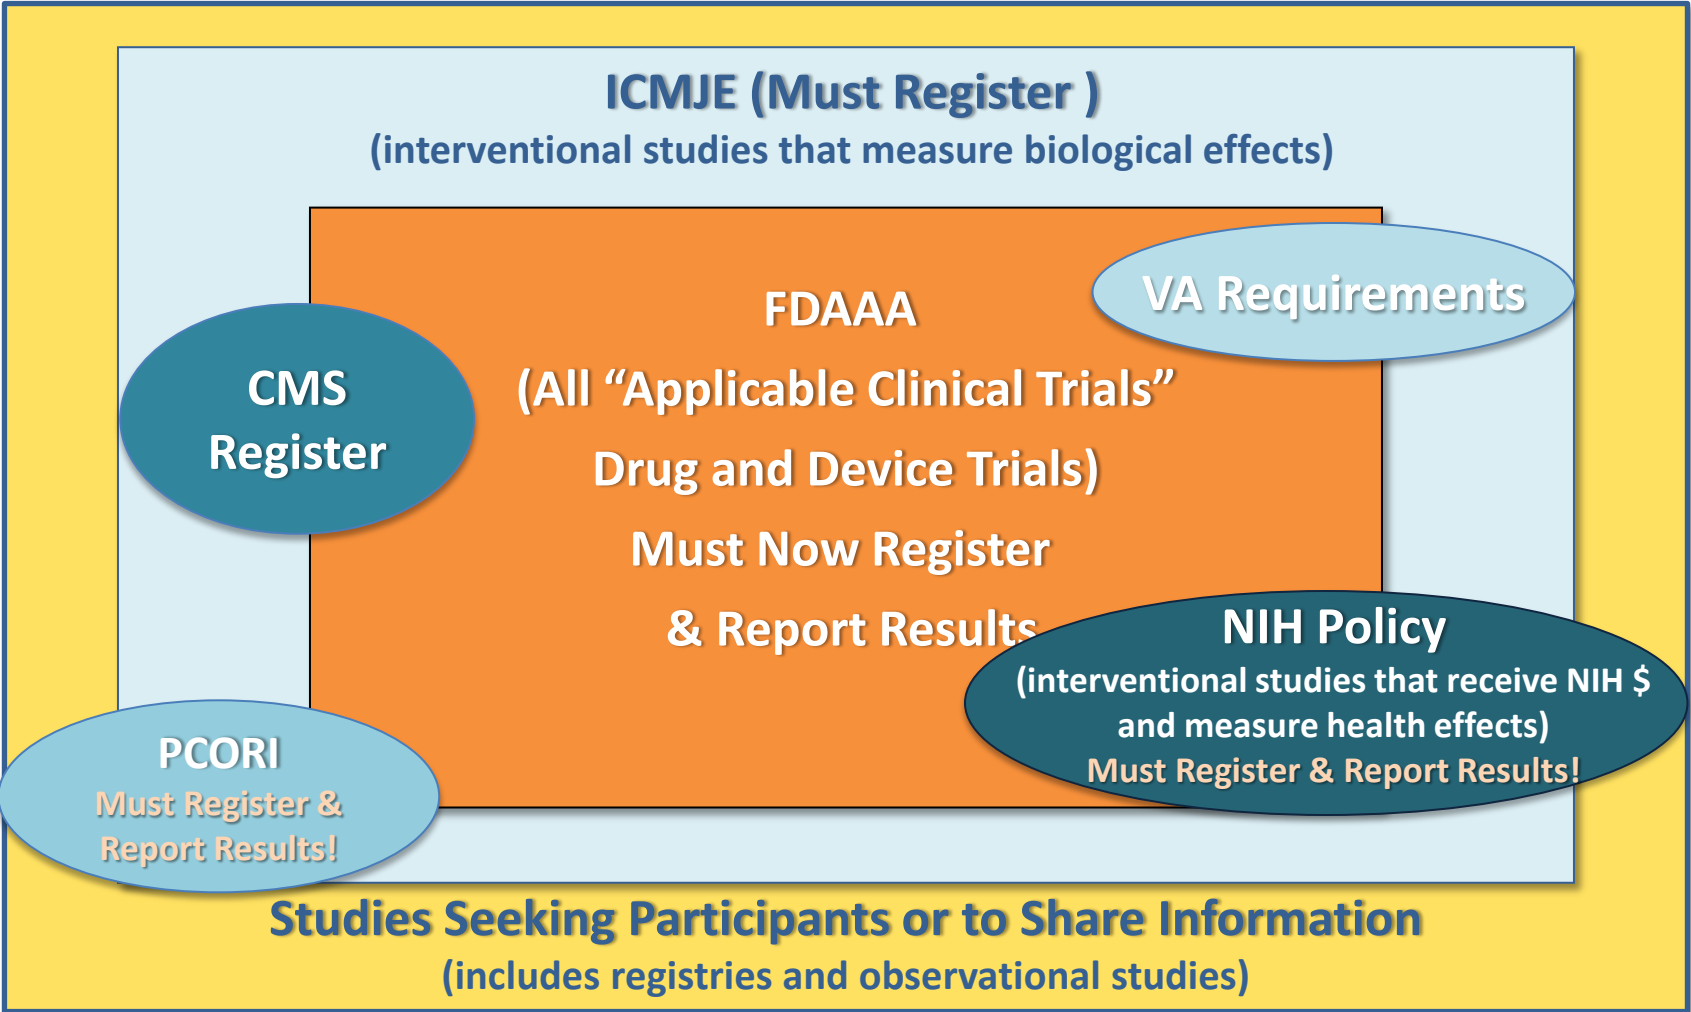 ICMJE (Must Register )
(interventional studies that measure biological effects)
FDAAA
(All “Applicable Clinical Trials”
Drug and Device Trials)
Must Now Register
& Report Results
VA Requirements
CMS
Register
NIH Policy
(interventional studies that receive NIH $
and measure health effects)
Must Register & Report Results!
PCORI
Must Register &
Report Results!
Studies Seeking Participants or to Share Information
(includes registries and observational studies)